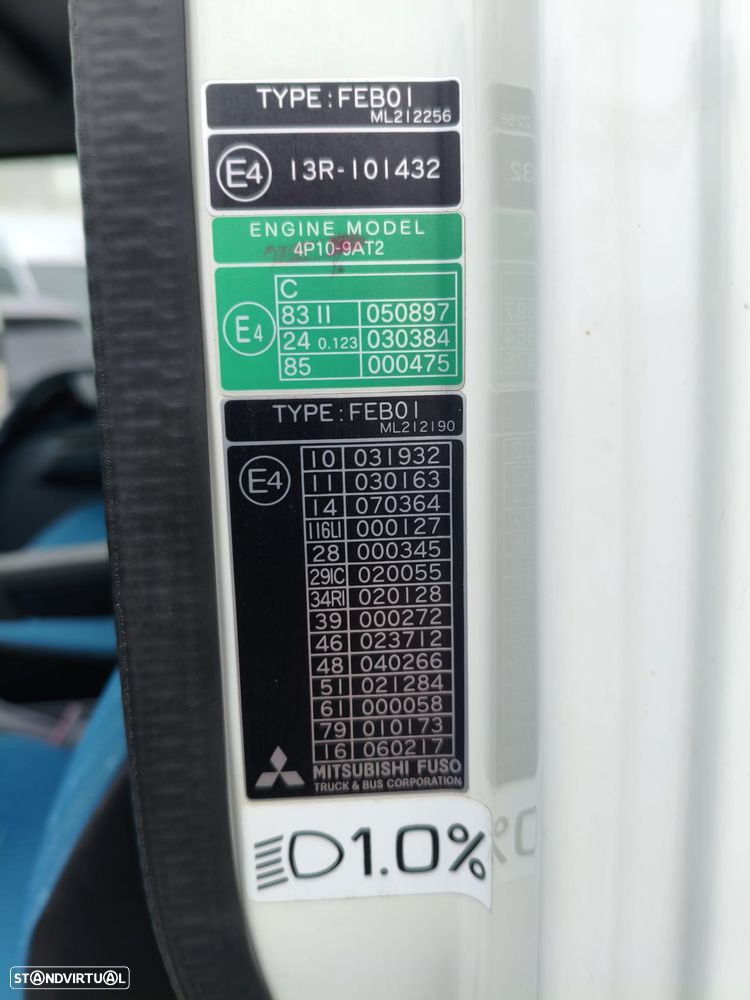 TYPE: FEB01
ML212256
E4 13R-101432
ENGINE MODEL
4P10-9AT2
C
E4
83 II 050897
24 0.123 030384
85 000475
TYPE: FEB01
ML212190
E4
10 031932
11 030163
14 070364
116LI 000127
28 000345
29IC 020055
34RI 020128
39 000272
46 023712
48 040266
51 021284
61 000058
79 010173
16 060217
MITSUBISHI FUSO
TRUCK & BUS CORPORATION
1.0%
STANDVIRTUAL